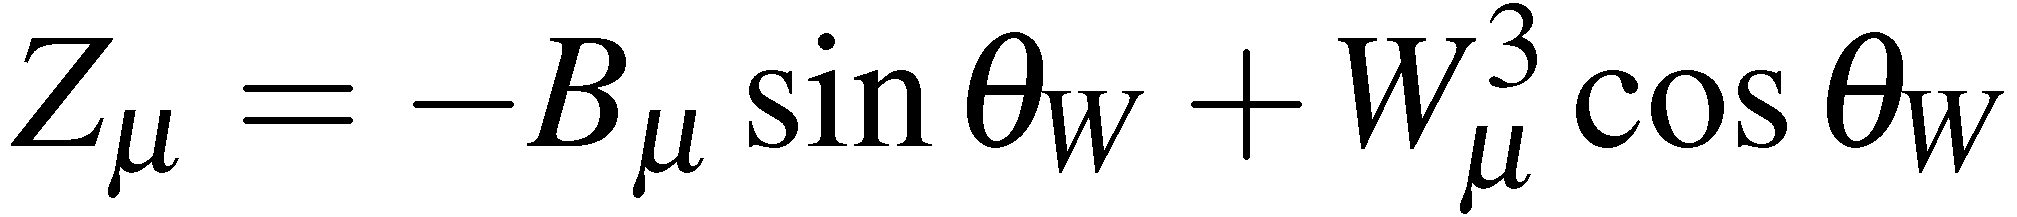 Z_μ = −B_μ sin θ_W + W_μ^3 cos θ_W